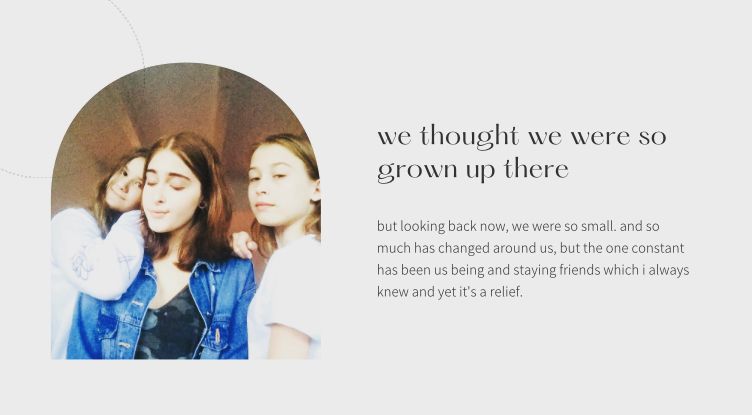 we thought we were so
grown up there
but looking back now, we were so small. and so
much has changed around us, but the one constant
has been us being and staying friends which i always
knew and yet it's a relief.